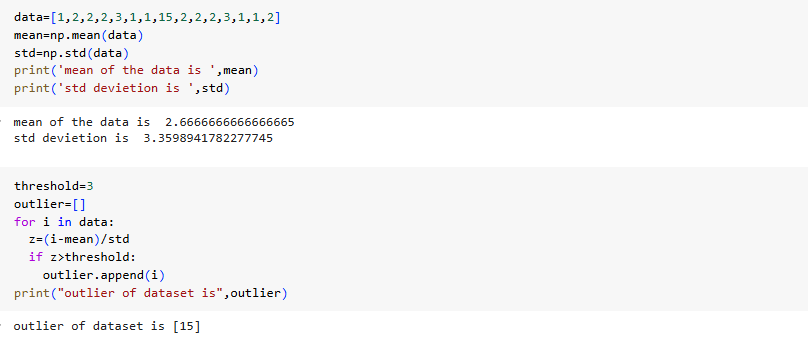 data=[1,2,2,2,3,1,1,15,2,2,2,3,1,1,2]
mean=np.mean(data)
std=np.std(data)
print('mean of the data is ',mean)
print('std devietion is ',std)
mean of the data is  2.6666666666666665
std devietion is  3.3598941782277745
threshold=3
outlier=[]
for i in data:
  z=(i-mean)/std
  if z>threshold:
    outlier.append(i)
print("outlier of dataset is",outlier)
outlier of dataset is [15]